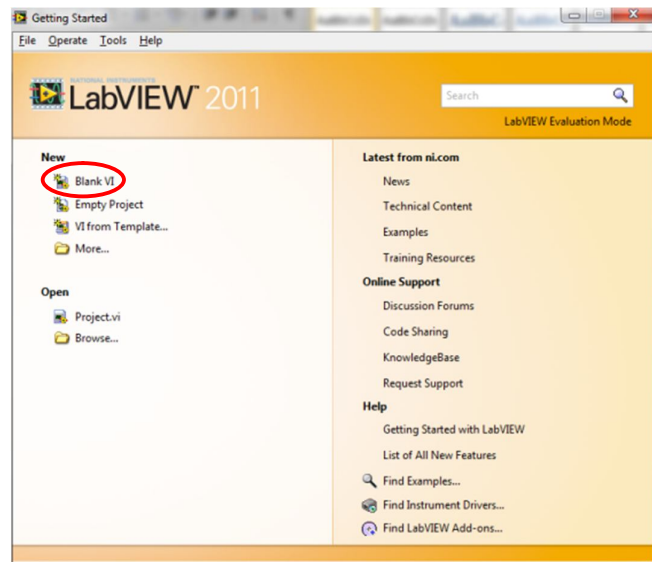 Getting Started
File Operate Tools Help
NATIONAL INSTRUMENTS
LabVIEW™ 2011
Search
LabVIEW Evaluation Mode
New
Blank VI
Empty Project
VI from Template...
More...
Open
Project.vi
Browse...
Latest from ni.com
News
Technical Content
Examples
Training Resources
Online Support
Discussion Forums
Code Sharing
KnowledgeBase
Request Support
Help
Getting Started with LabVIEW
List of All New Features
Find Examples...
Find Instrument Drivers...
Find LabVIEW Add-ons...